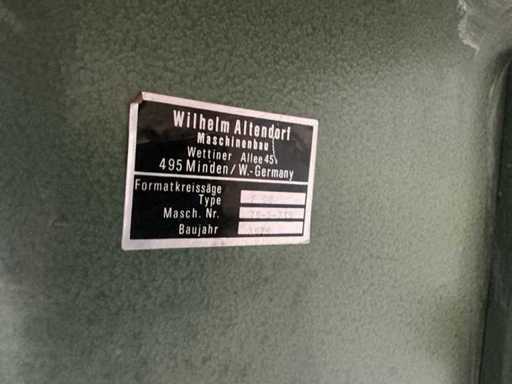 Wilhelm Altendorf
Maschinenbau
Wettiner Allee 45
495 Minden/W.-Germany
Formatkreissäge
Type
Masch. Nr.
Baujahr